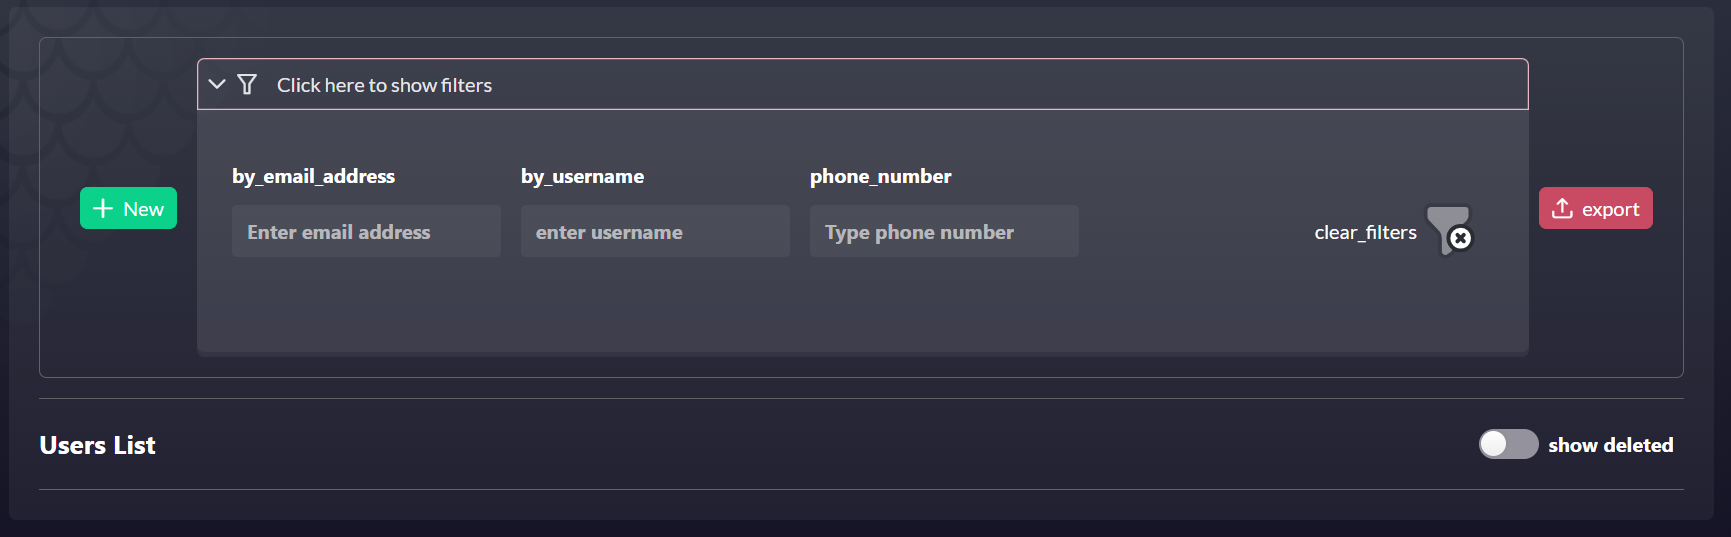 Click here to show filters
by_email_address
by_username
phone_number
New
Enter email address
enter username
Type phone number
clear_filters
export
Users List
show deleted